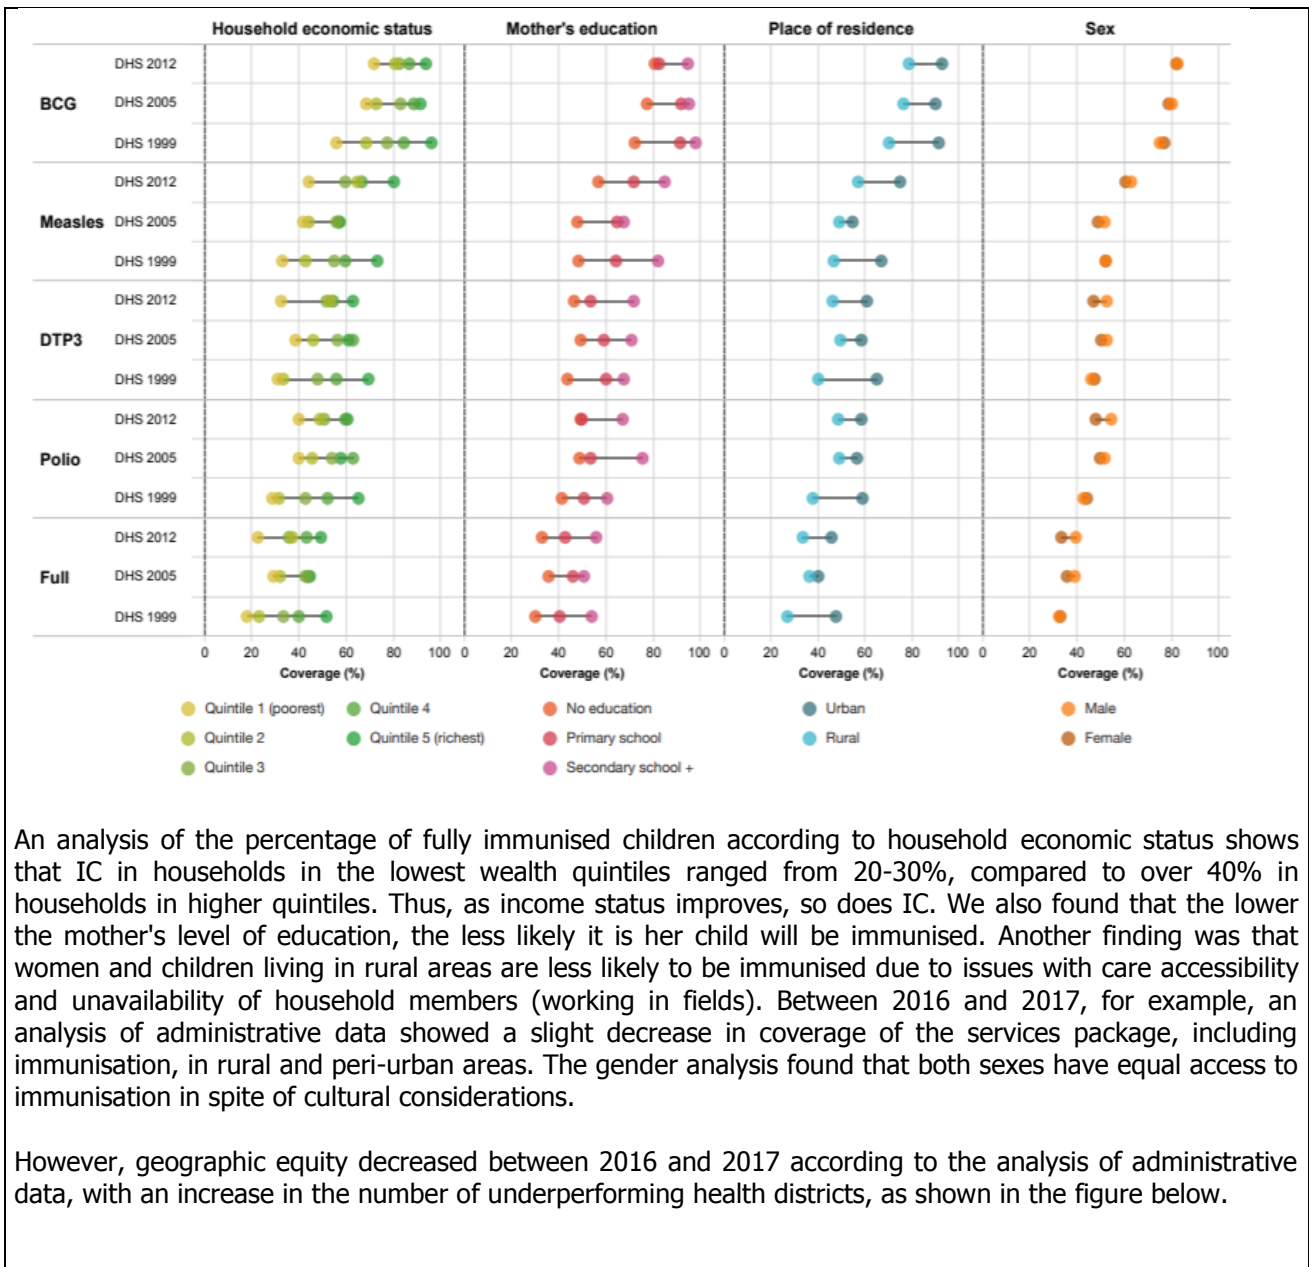 Household economic status Mother's education Place of residence Sex
DHS 2012
BCG DHS 2005
DHS 1999
DHS 2012
Measles DHS 2005
DHS 1999
DHS 2012
DTP3 DHS 2005
DHS 1999
DHS 2012
Polio DHS 2005
DHS 1999
DHS 2012
Full DHS 2005
DHS 1999
0 20 40 60 80 100 0 20 40 60 80 100 0 20 40 60 80 100 0 20 40 60 80 100
Coverage (%) Coverage (%) Coverage (%) Coverage (%)
Quintile 1 (poorest) Quintile 4 No education Urban Male
Quintile 2 Quintile 5 (richest) Primary school Rural Female
Quintile 3 Secondary school +
An analysis of the percentage of fully immunised children according to household economic status shows
that IC in households in the lowest wealth quintiles ranged from 20-30%, compared to over 40% in
households in higher quintiles. Thus, as income status improves, so does IC. We also found that the lower
the mother's level of education, the less likely it is her child will be immunised. Another finding was that
women and children living in rural areas are less likely to be immunised due to issues with care accessibility
and unavailability of household members (working in fields). Between 2016 and 2017, for example, an
analysis of administrative data showed a slight decrease in coverage of the services package, including
immunisation, in rural and peri-urban areas. The gender analysis found that both sexes have equal access to
immunisation in spite of cultural considerations.
However, geographic equity decreased between 2016 and 2017 according to the analysis of administrative
data, with an increase in the number of underperforming health districts, as shown in the figure below.